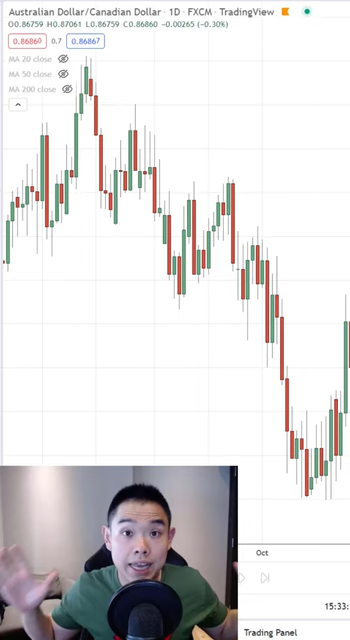 Australian Dollar/Canadian Dollar · 1D · FXCM · TradingView
O0.86759 H0.87061 L0.86759 C0.86860 −0.00265 (−0.30%)
0.86860 0.7 0.86867
MA 20 close
MA 50 close
MA 200 close
Oct
15:33:
Trading Panel